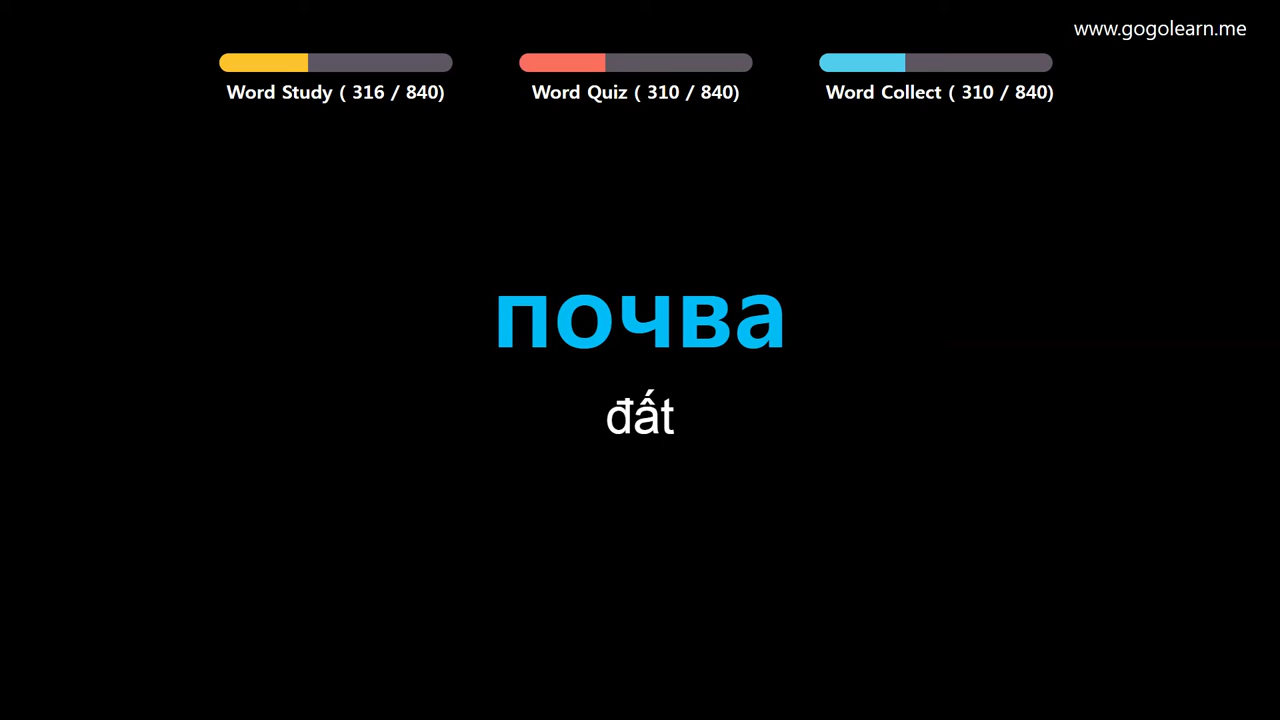 www.gogolearn.me
Word Study ( 316 / 840)
Word Quiz ( 310 / 840)
Word Collect ( 310 / 840)
почва
đất